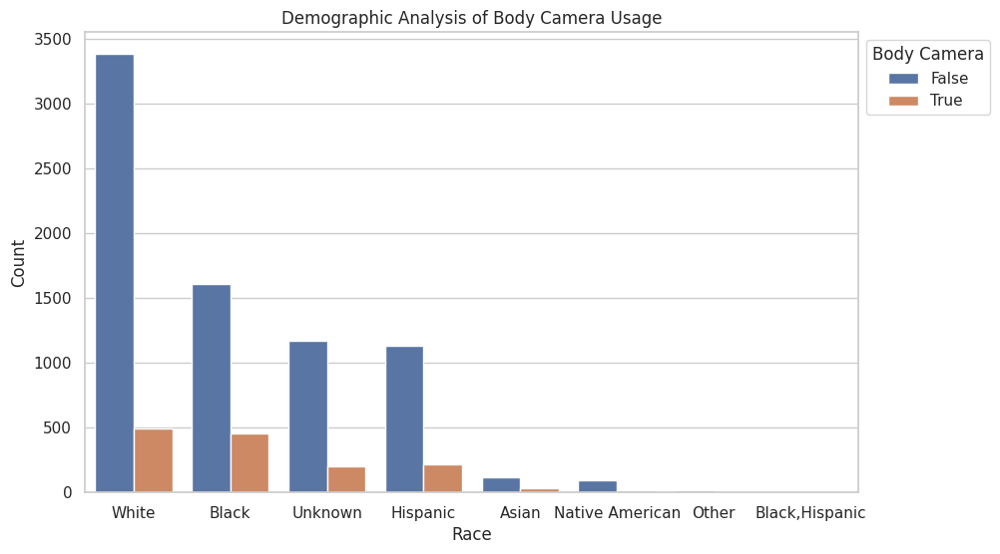 Demographic Analysis of Body Camera Usage
Body Camera
False
True
Count
3500
3000
2500
2000
1500
1000
500
0
White Black Unknown Hispanic Asian Native American Other Black,Hispanic
Race